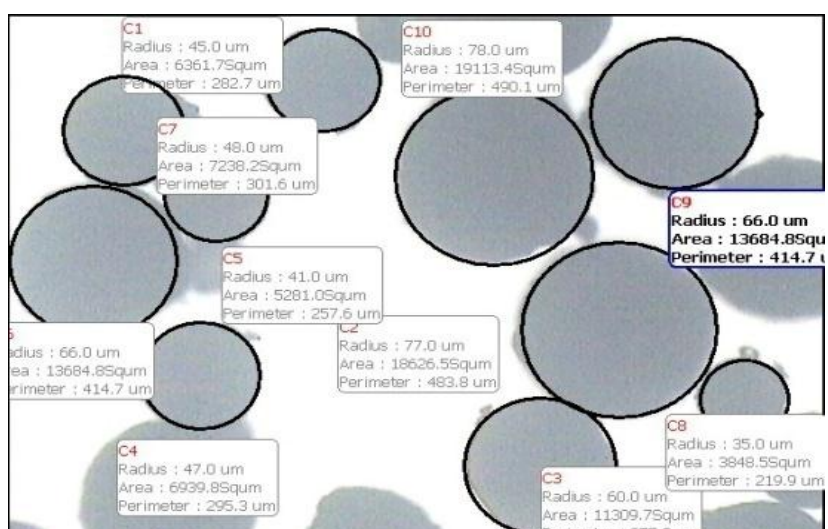 C1
Radius : 45.0 um
Area : 6361.7Squm
Perimeter : 282.7 um
C10
Radius : 78.0 um
Area : 19113.4Squm
Perimeter : 490.1 um
C7
Radius : 48.0 um
Area : 7238.2Squm
Perimeter : 301.6 um
C9
Radius : 66.0 um
Area : 13684.8Squ
Perimeter : 414.7 u
C5
Radius : 41.0 um
Area : 5281.0Squm
Perimeter : 257.6 um
C2
Radius : 77.0 um
Area : 18626.5Squm
Perimeter : 483.8 um
adius : 66.0 um
rea : 13684.8Squm
erimeter : 414.7 um
C4
Radius : 47.0 um
Area : 6939.8Squm
Perimeter : 295.3 um
C8
Radius : 35.0 um
Area : 3848.5Squm
Perimeter : 219.9 um
C3
Radius : 60.0 um
Area : 11309.7Squm